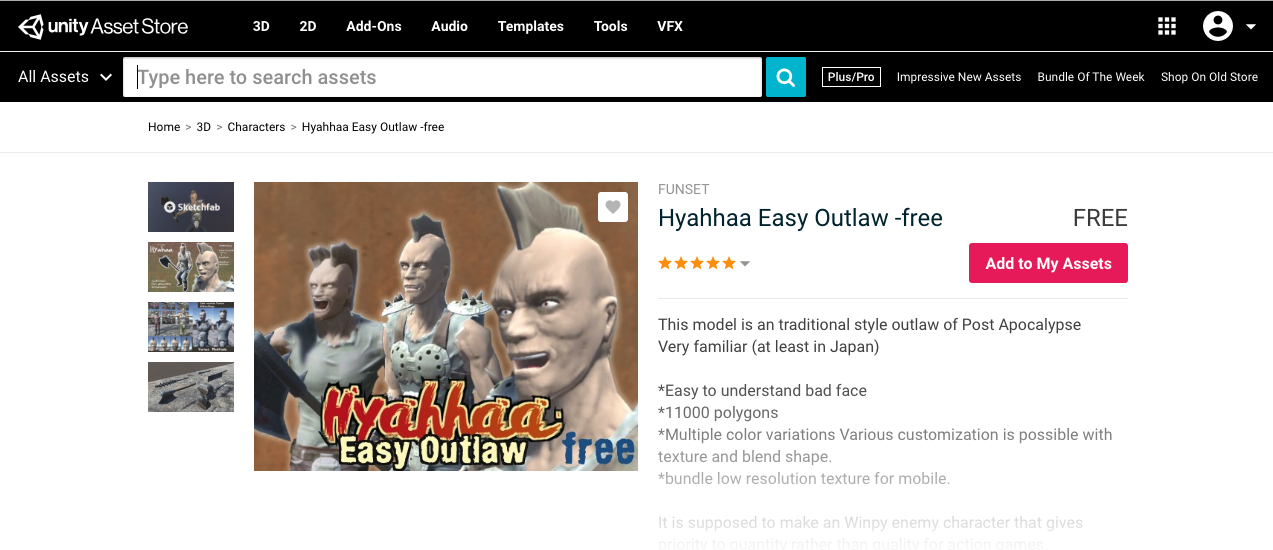 unity Asset Store
3D 2D Add-Ons Audio Templates Tools VFX
All Assets Type here to search assets Plus/Pro Impressive New Assets Bundle Of The Week Shop On Old Store
Home > 3D > Characters > Hyahhaa Easy Outlaw -free
Sketchfab
Hyahhaa
Easy Outlaw free
FUNSET
Hyahhaa Easy Outlaw -free FREE
Add to My Assets
This model is an traditional style outlaw of Post Apocalypse
Very familiar (at least in Japan)
*Easy to understand bad face
*11000 polygons
*Multiple color variations Various customization is possible with
texture and blend shape.
*bundle low resolution texture for mobile.
It is supposed to make an Winpy enemy character that gives
priority to quantity rather than quality for action games.